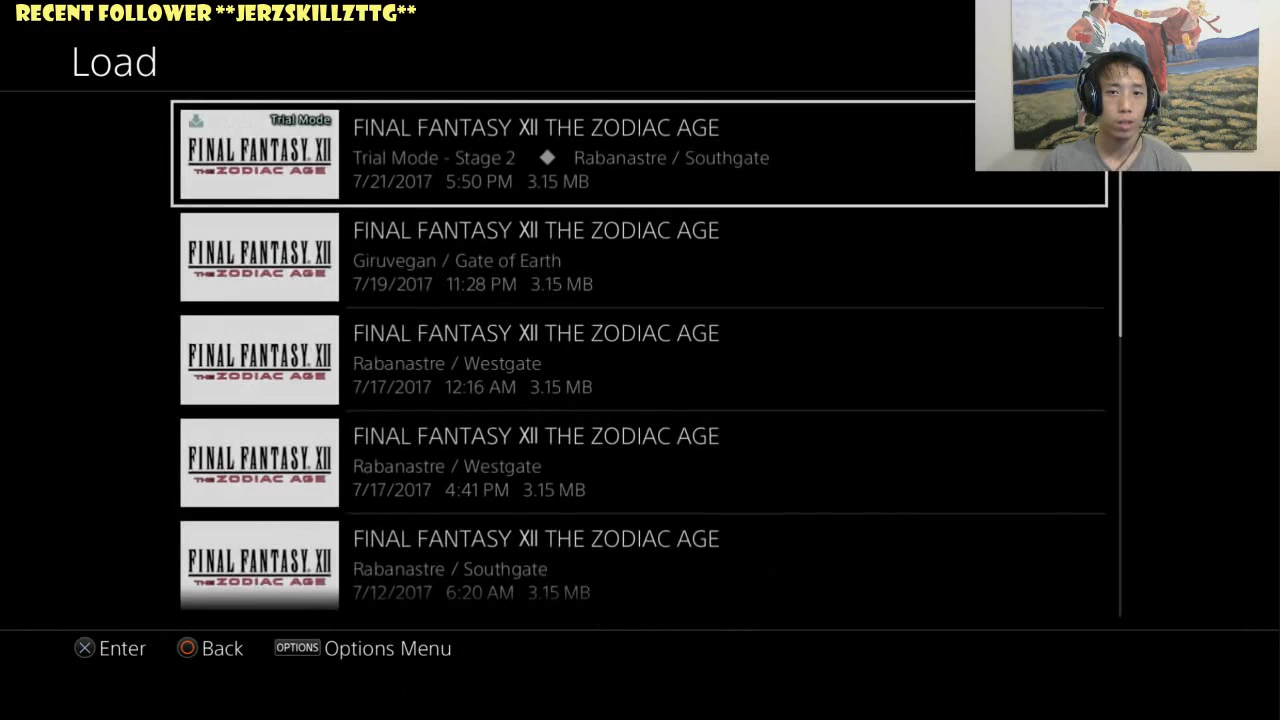 RECENT FOLLOWER **JERZSKILLZTTG**
Load
Trial Mode
FINAL FANTASY XII
THE ZODIAC AGE
FINAL FANTASY XII THE ZODIAC AGE
Trial Mode - Stage 2 ◆ Rabanastre / Southgate
7/21/2017 5:50 PM 3.15 MB
FINAL FANTASY XII
THE ZODIAC AGE
FINAL FANTASY XII THE ZODIAC AGE
Giruvegan / Gate of Earth
7/19/2017 11:28 PM 3.15 MB
FINAL FANTASY XII
THE ZODIAC AGE
FINAL FANTASY XII THE ZODIAC AGE
Rabanastre / Westgate
7/17/2017 12:16 AM 3.15 MB
FINAL FANTASY XII
THE ZODIAC AGE
FINAL FANTASY XII THE ZODIAC AGE
Rabanastre / Westgate
7/17/2017 4:41 PM 3.15 MB
FINAL FANTASY XII
THE ZODIAC AGE
FINAL FANTASY XII THE ZODIAC AGE
Rabanastre / Southgate
7/12/2017 6:20 AM 3.15 MB
Enter Back OPTIONS Options Menu